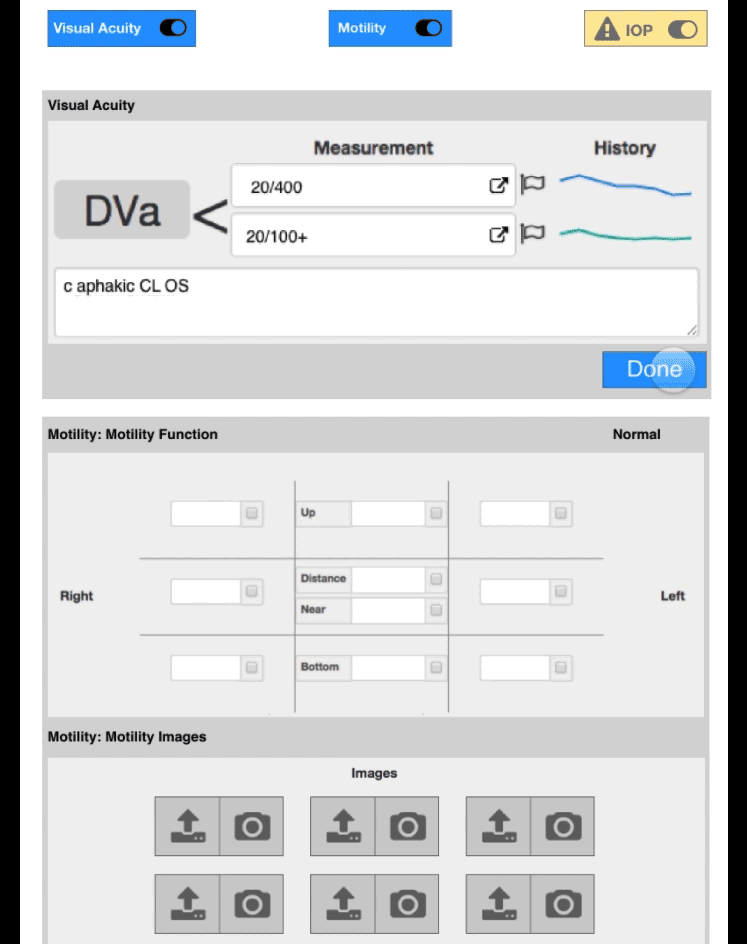 Visual Acuity
Motility
IOP
Visual Acuity
Measurement
History
DVa
<
20/400
20/100+
c aphakic CL OS
Done
Motility: Motility Function
Normal
Up
Distance
Right
Left
Near
Bottom
Motility: Motility Images
Images